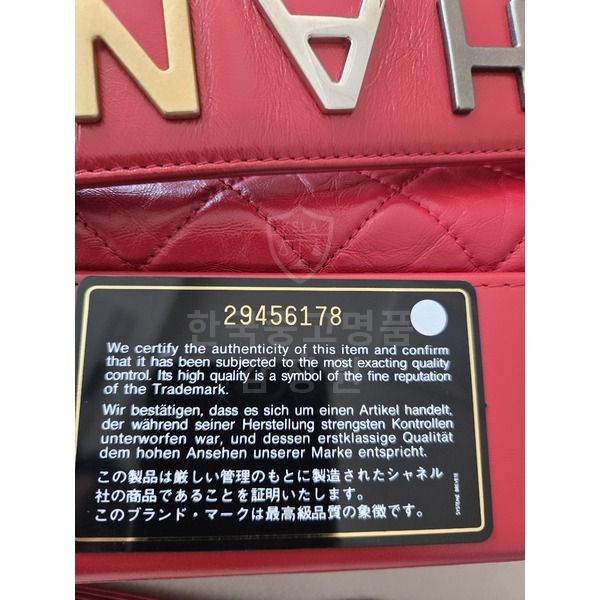 N A H
29456178
We certify the authenticity of this item and confirm
that it has been subjected to the most exacting quality
control. Its high quality is a symbol of the fine reputation
of the Trademark.
Wir bestätigen, dass es sich um einen Artikel handelt,
der während seiner Herstellung strengsten Kontrollen
unterworfen war, und dessen erstklassige Qualität
dem hohen Ansehen unserer Marke entspricht.
この製品は厳しい管理のもとに製造されたシャネル
社の商品であることを証明いたします。
このブランド・マークは最高級品質の象徴です。
한국중고명품